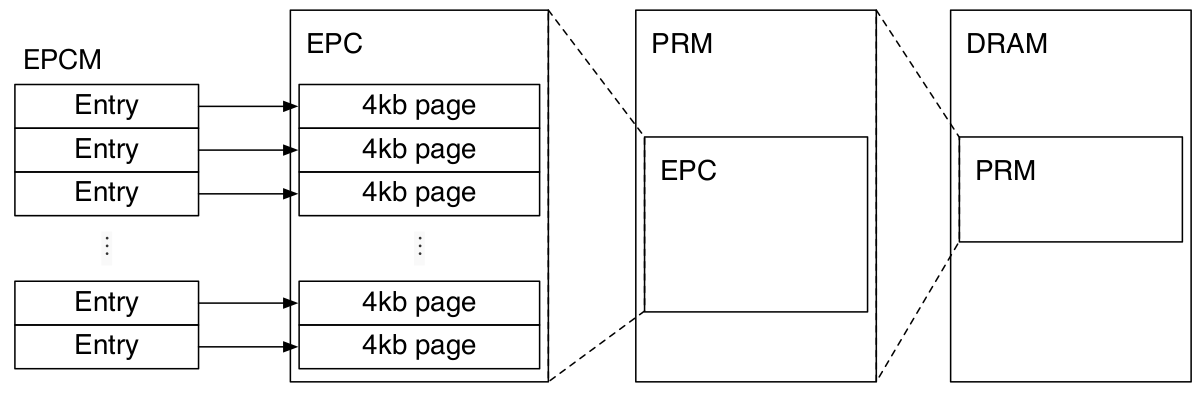 EPCM
Entry
Entry
Entry
⋮
Entry
Entry
EPC
4kb page
4kb page
4kb page
⋮
4kb page
4kb page
PRM
EPC
DRAM
PRM